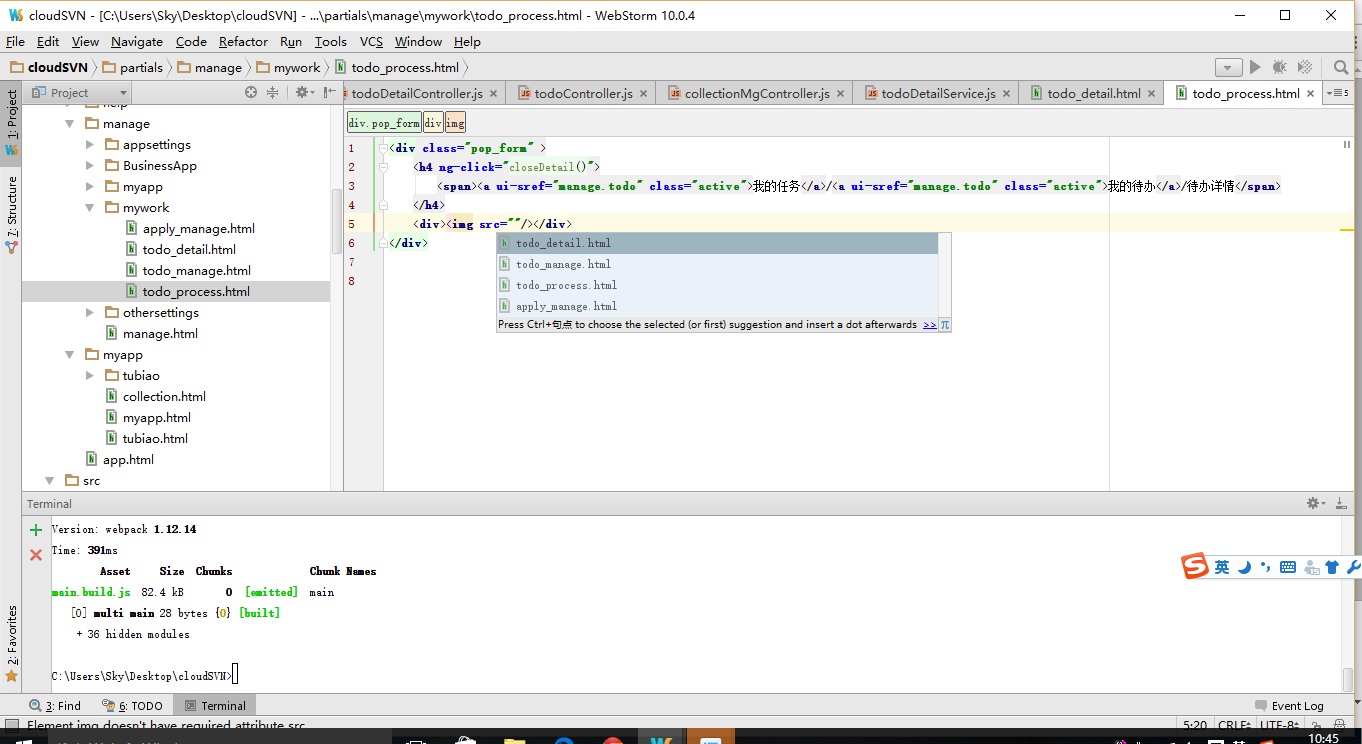 cloudSVN - [C:\Users\Sky\Desktop\cloudSVN] - ...\partials\manage\mywork\todo_process.html - WebStorm 10.0.4
File Edit View Navigate Code Refactor Run Tools VCS Window Help
cloudSVN partials manage mywork todo_process.html
Project
todoDetailController.js todoController.js collectionMgController.js todoDetailService.js todo_detail.html todo_process.html 5
1: Project
7: Structure
2: Favorites
manage
appsettings
BusinessApp
myapp
mywork
apply_manage.html
todo_detail.html
todo_manage.html
todo_process.html
othersettings
manage.html
myapp
tubiao
collection.html
myapp.html
tubiao.html
app.html
src
div.pop_form div img
1 <div class="pop_form" >
2 <h4 ng-click="closeDetail()">
3 <span><a ui-sref="manage.todo" class="active">我的任务</a>/<a ui-sref="manage.todo" class="active">我的待办</a>/待办详情</span>
4 </h4>
5 <div><img src=""/></div>
6 </div>
7
8
todo_detail.html
todo_manage.html
todo_process.html
apply_manage.html
Press Ctrl+句点 to choose the selected (or first) suggestion and insert a dot afterwards >> π
Terminal
Version: webpack 1.12.14
Time: 391ms
Asset Size Chunks Chunk Names
main.build.js 82.4 kB 0 [emitted] main
[0] multi main 28 bytes {0} [built]
+ 36 hidden modules
C:\Users\Sky\Desktop\cloudSVN>
英
3: Find 6: TODO Terminal Event Log
Element img doesn't have required attribute src 5:20 CRLF UTF-8
10:45